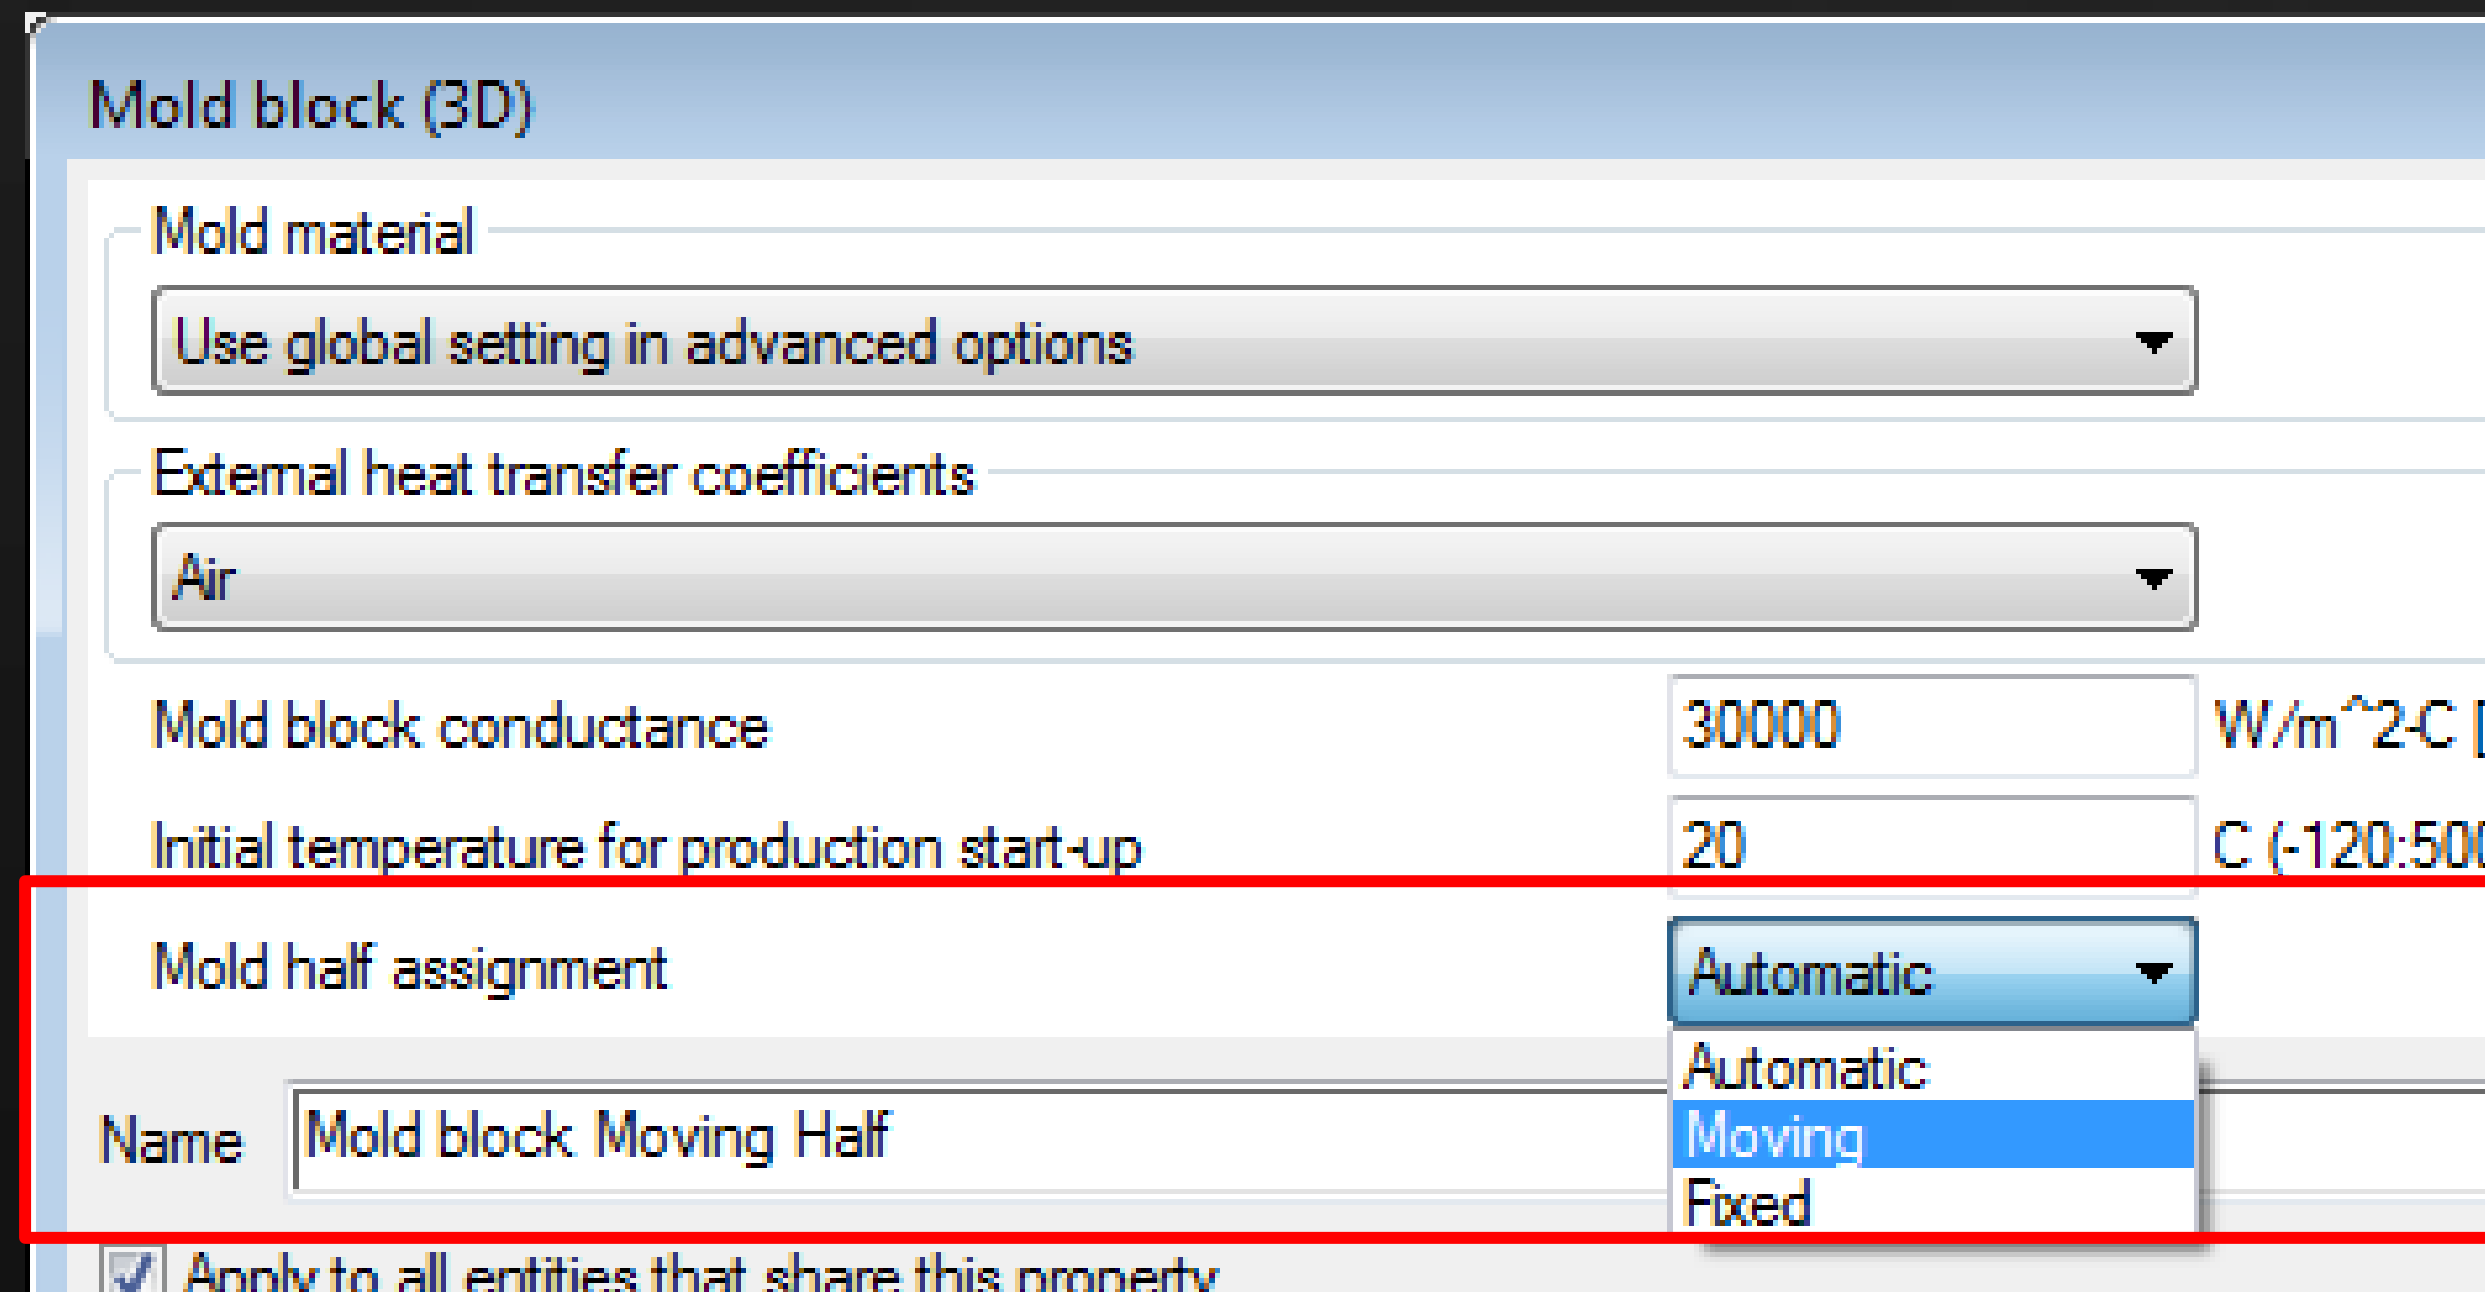 Mold block (3D)
Mold material
Use global setting in advanced options
External heat transfer coefficients
Air
Mold block conductance 30000 W/m^2-C [
Initial temperature for production start-up 20 C (-120:500
Mold half assignment Automatic
Automatic
Name Mold block Moving Half Moving
Fixed
Apply to all entities that share this property